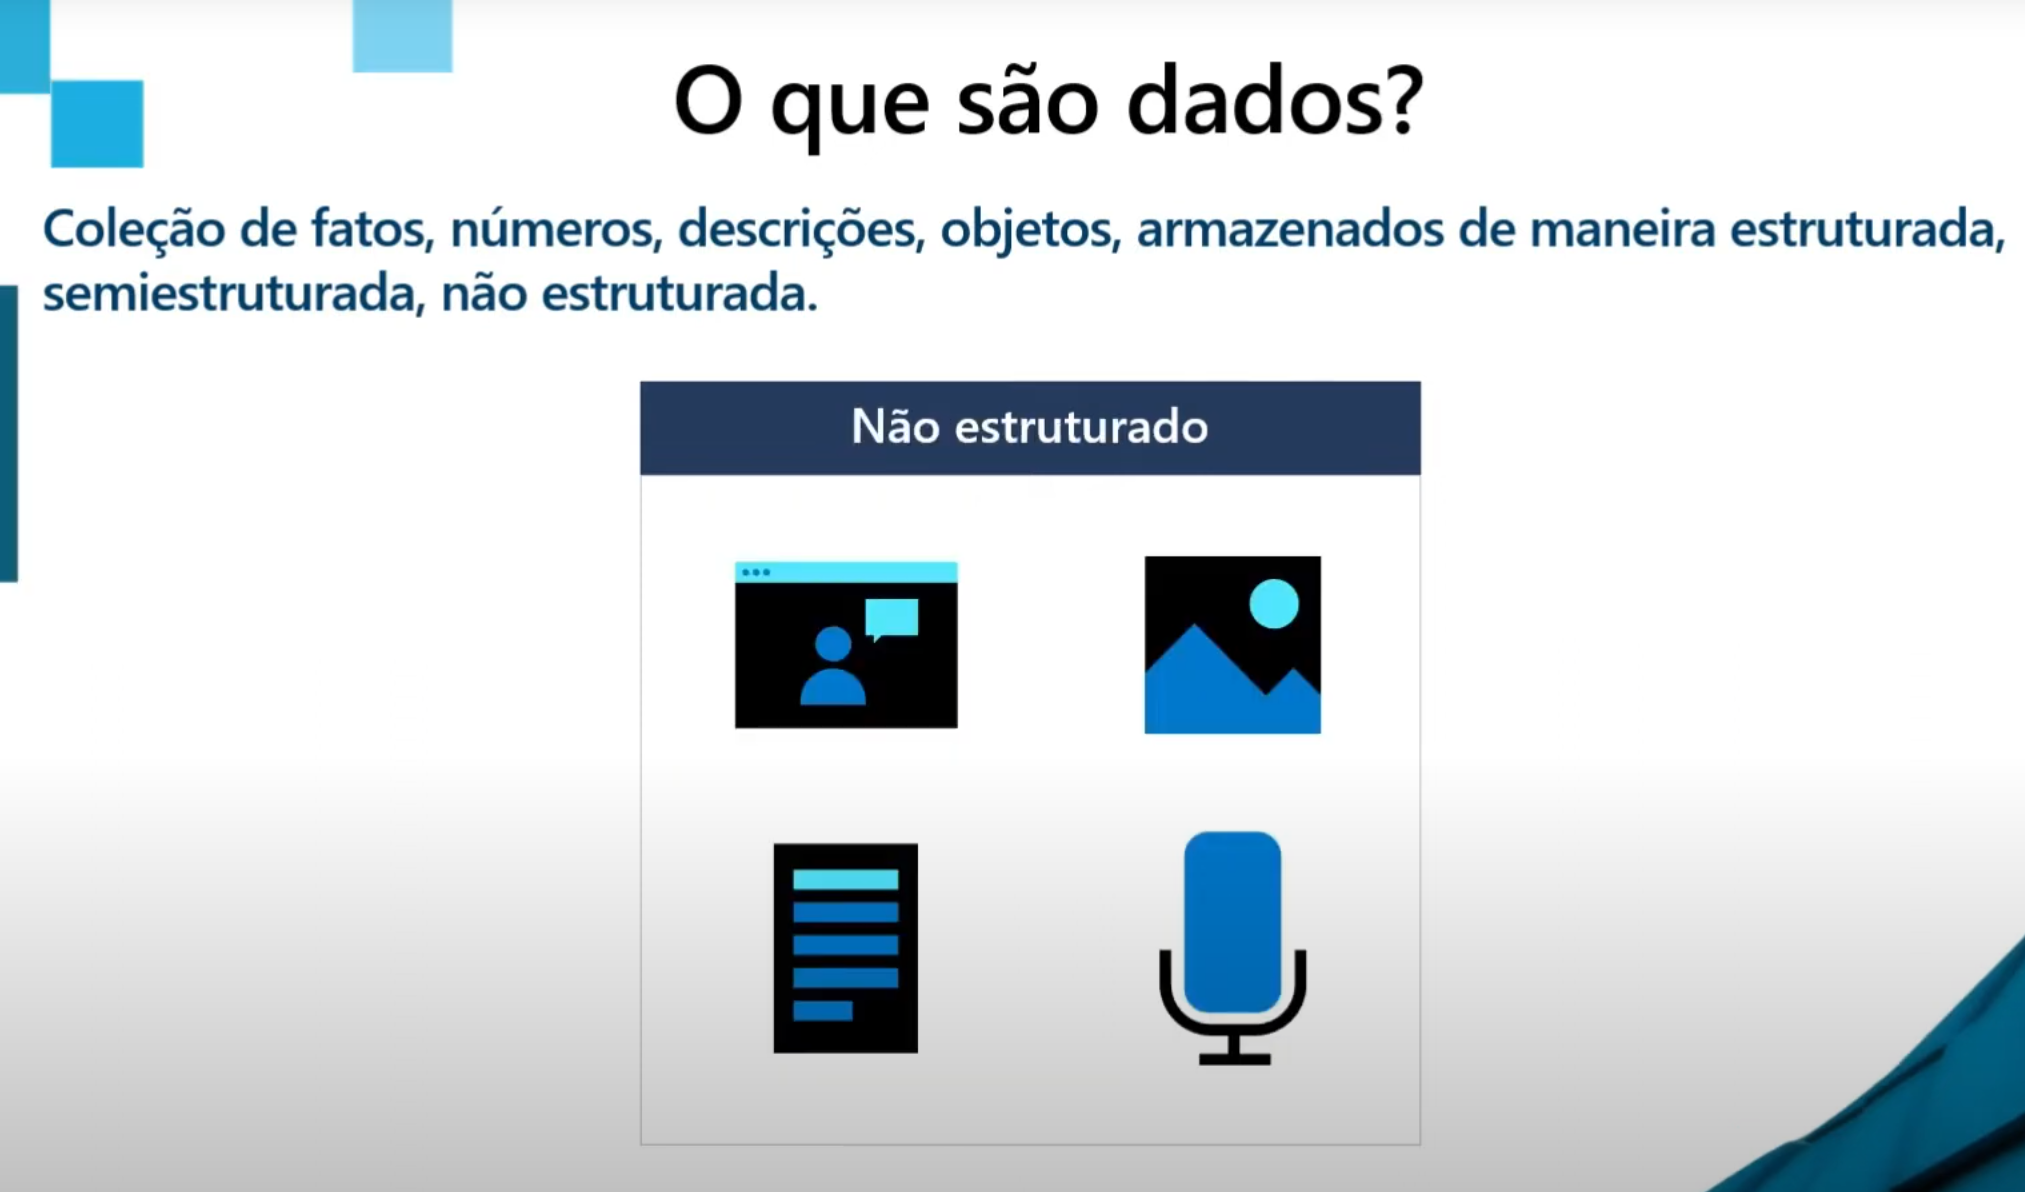 O que são dados?
Coleção de fatos, números, descrições, objetos, armazenados de maneira estruturada,
semiestruturada, não estruturada.
Não estruturado